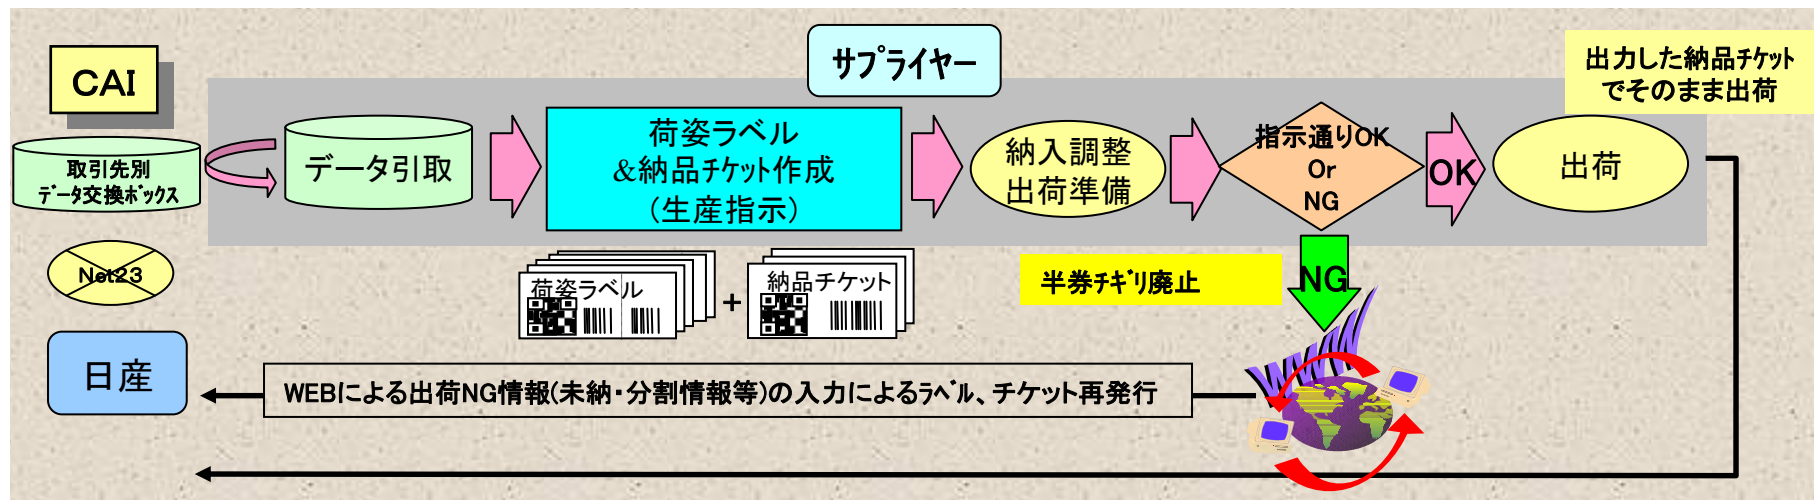 サプライヤー
CAI
出力した納品ﾁｹｯﾄ
でそのまま出荷
取引先別
ﾃﾞｰﾀ交換ﾎﾞｯｸｽ
データ引取
荷姿ラベル
&納品ﾁｹｯﾄ作成
(生産指示)
納入調整
出荷準備
指示通りOK
Or
NG
OK
出荷
Net23
荷姿ラベル
+
納品チケット
半券ﾁｷﾞﾘ廃止
NG
WWW
日産
WEBによる出荷NG情報(未納・分割情報等)の入力によるﾗﾍﾞﾙ、チケット再発行